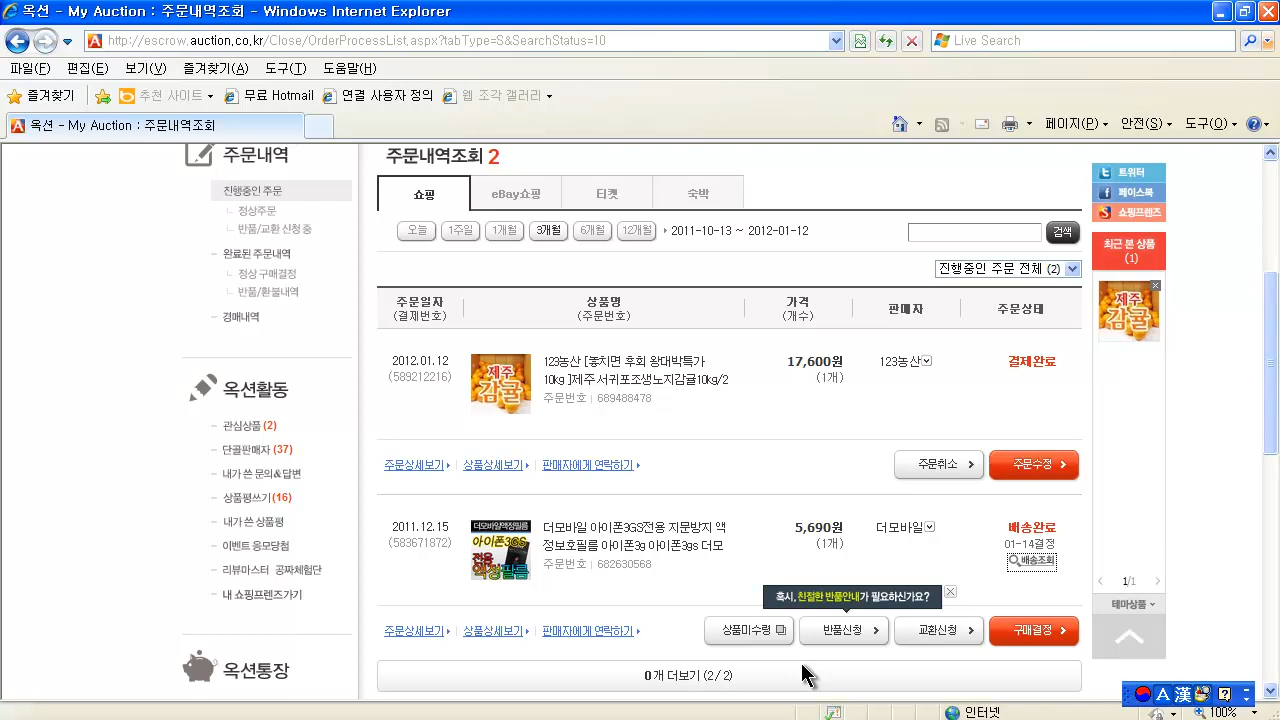 옥션 - My Auction : 주문내역조회 - Windows Internet Explorer
http://escrow.auction.co.kr/Close/OrderProcessList.aspx?tabType=S&SearchStatus=10
Live Search
파일(F) 편집(E) 보기(V) 즐겨찾기(A) 도구(T) 도움말(H)
즐겨찾기 추천 사이트 무료 Hotmail 연결 사용자 정의 웹 조각 갤러리
옥션 - My Auction : 주문내역조회
페이지(P) 안전(S) 도구(O)
주문내역
진행중인 주문
정상주문
반품/교환 신청중
완료된 주문내역
정상 구매결정
반품/환불내역
경매내역
옥션활동
관심상품 (2)
단골판매자 (37)
내가 쓴 문의&답변
상품평쓰기 (16)
내가 쓴 상품평
이벤트 응모당첨
리뷰마스터 공짜체험단
내 쇼핑프렌즈가기
옥션통장
주문내역조회 2
쇼핑 eBay쇼핑 티켓 숙박
오늘 1주일 1개월 3개월 6개월 12개월 2011-10-13 ~ 2012-01-12 검색
진행중인 주문 전체 (2)
주문일자 상품명 가격 판매자 주문상태
(결제번호) (주문번호) (개수)
2012.01.12 123농산 [놓치면 후회 왕대박특가 17,600원 123농산 결제완료
(589212216) 10kg ]제주 서귀포조생노지감귤10kg/2 (1개)
주문번호 | 689488478
제주
감귤
주문상세보기 상품상세보기 판매자에게 연락하기 주문취소 주문수정
2011.12.15 더모바일 아이폰3GS전용 지문방지 액 5,690원 더모바일 배송완료
(583671872) 정보호필름 아이폰3g 아이폰3gs 더모 (1개) 01-14결정
주문번호 | 682630568 배송조회
더모바일액정필름
아이폰3GS
전용
액정필름
혹시, 친절한 반품안내가 필요하신가요?
주문상세보기 상품상세보기 판매자에게 연락하기 상품미수령 반품신청 교환신청 구매결정
0개 더보기 (2/2)
트위터
페이스북
쇼핑프렌즈
최근 본 상품
(1)
제주
감귤
1/1
테마상품
A 漢
인터넷 100%